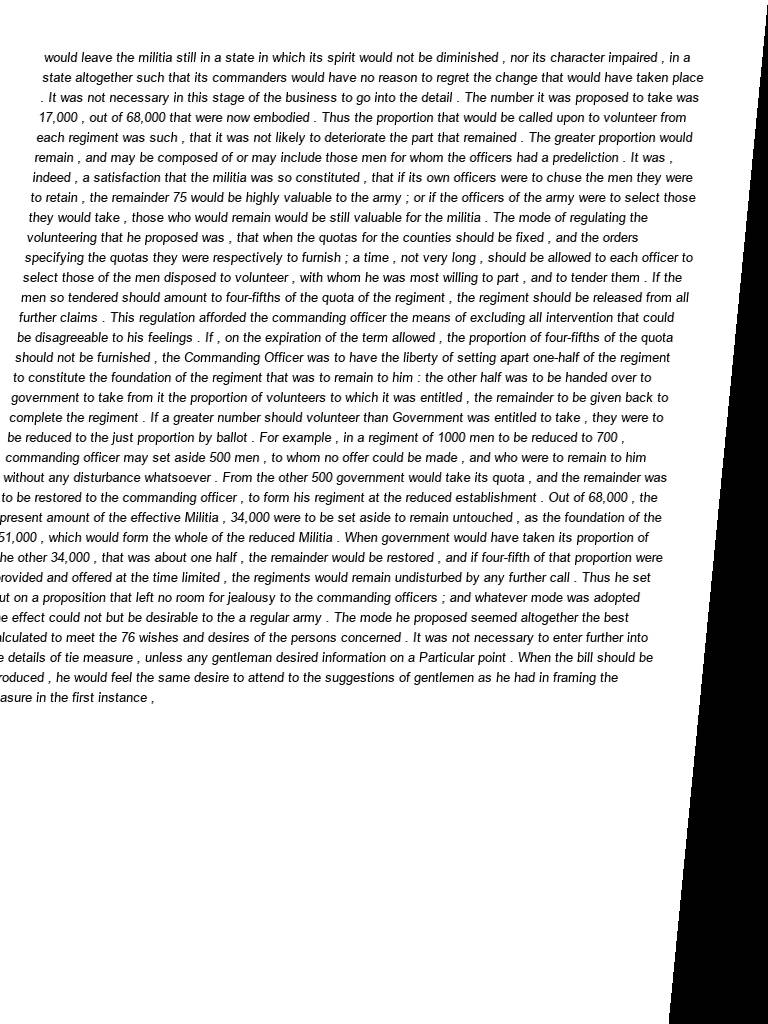 would leave the militia still in a state in which its spirit would not be diminished , nor its character impaired , in a
state altogether such that its commanders would have no reason to regret the change that would have taken place
. It was not necessary in this stage of the business to go into the detail . The number it was proposed to take was
17,000 , out of 68,000 that were now embodied . Thus the proportion that would be called upon to volunteer from
each regiment was such , that it was not likely to deteriorate the part that remained . The greater proportion would
remain , and may be composed of or may include those men for whom the officers had a predeliction . It was ,
indeed , a satisfaction that the militia was so constituted , that if its own officers were to chuse the men they were
to retain , the remainder 75 would be highly valuable to the army ; or if the officers of the army were to select those
they would take , those who would remain would be still valuable for the militia . The mode of regulating the
volunteering that he proposed was , that when the quotas for the counties should be fixed , and the orders
specifying the quotas they were respectively to furnish ; a time , not very long , should be allowed to each officer to
select those of the men disposed to volunteer , with whom he was most willing to part , and to tender them . If the
men so tendered should amount to four-fifths of the quota of the regiment , the regiment should be released from all
further claims . This regulation afforded the commanding officer the means of excluding all intervention that could
be disagreeable to his feelings . If , on the expiration of the term allowed , the proportion of four-fifths of the quota
should not be furnished , the Commanding Officer was to have the liberty of setting apart one-half of the regiment
to constitute the foundation of the regiment that was to remain to him : the other half was to be handed over to
government to take from it the proportion of volunteers to which it was entitled , the remainder to be given back to
complete the regiment . If a greater number should volunteer than Government was entitled to take , they were to
be reduced to the just proportion by ballot . For example , in a regiment of 1000 men to be reduced to 700 ,
commanding officer may set aside 500 men , to whom no offer could be made , and who were to remain to him
without any disturbance whatsoever . From the other 500 government would take its quota , and the remainder was
to be restored to the commanding officer , to form his regiment at the reduced establishment . Out of 68,000 , the
present amount of the effective Militia , 34,000 were to be set aside to remain untouched , as the foundation of the
51,000 , which would form the whole of the reduced Militia . When government would have taken its proportion of
he other 34,000 , that was about one half , the remainder would be restored , and if four-fifth of that proportion were
rovided and offered at the time limited , the regiments would remain undisturbed by any further call . Thus he set
ut on a proposition that left no room for jealousy to the commanding officers ; and whatever mode was adopted
e effect could not but be desirable to the a regular army . The mode he proposed seemed altogether the best
lculated to meet the 76 wishes and desires of the persons concerned . It was not necessary to enter further into
e details of tie measure , unless any gentleman desired information on a Particular point . When the bill should be
roduced , he would feel the same desire to attend to the suggestions of gentlemen as he had in framing the
asure in the first instance ,